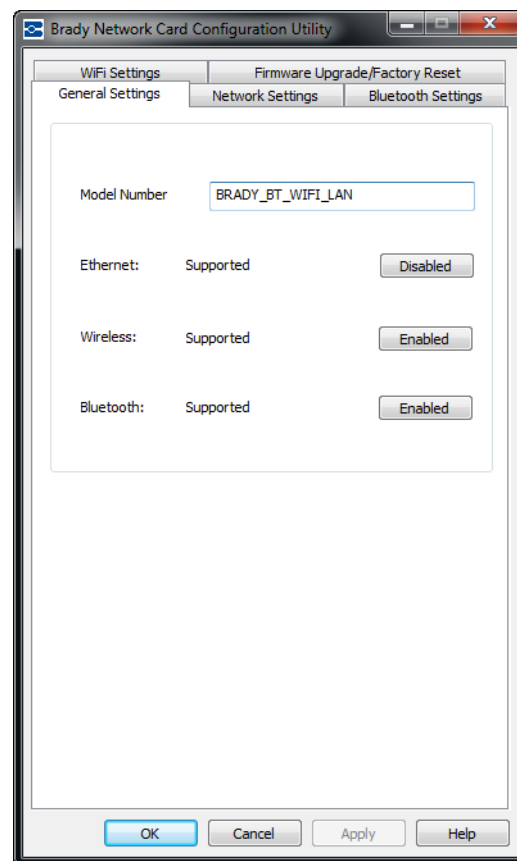 Brady Network Card Configuration Utility
WiFi Settings Firmware Upgrade/Factory Reset
General Settings Network Settings Bluetooth Settings
Model Number BRADY_BT_WIFI_LAN
Ethernet: Supported Disabled
Wireless: Supported Enabled
Bluetooth: Supported Enabled
OK Cancel Apply Help